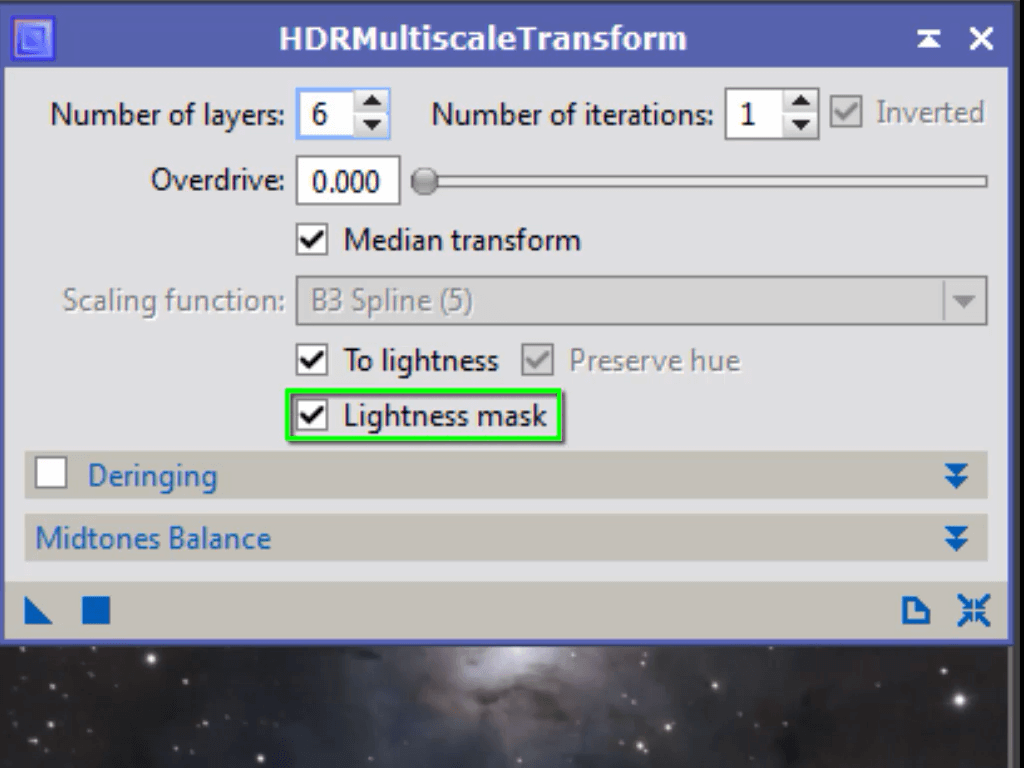 HDRMultiscaleTransform
Number of layers: 6 Number of iterations: 1 Inverted
Overdrive: 0.000
Median transform
Scaling function: B3 Spline (5)
To lightness Preserve hue
Lightness mask
Deringing
Midtones Balance